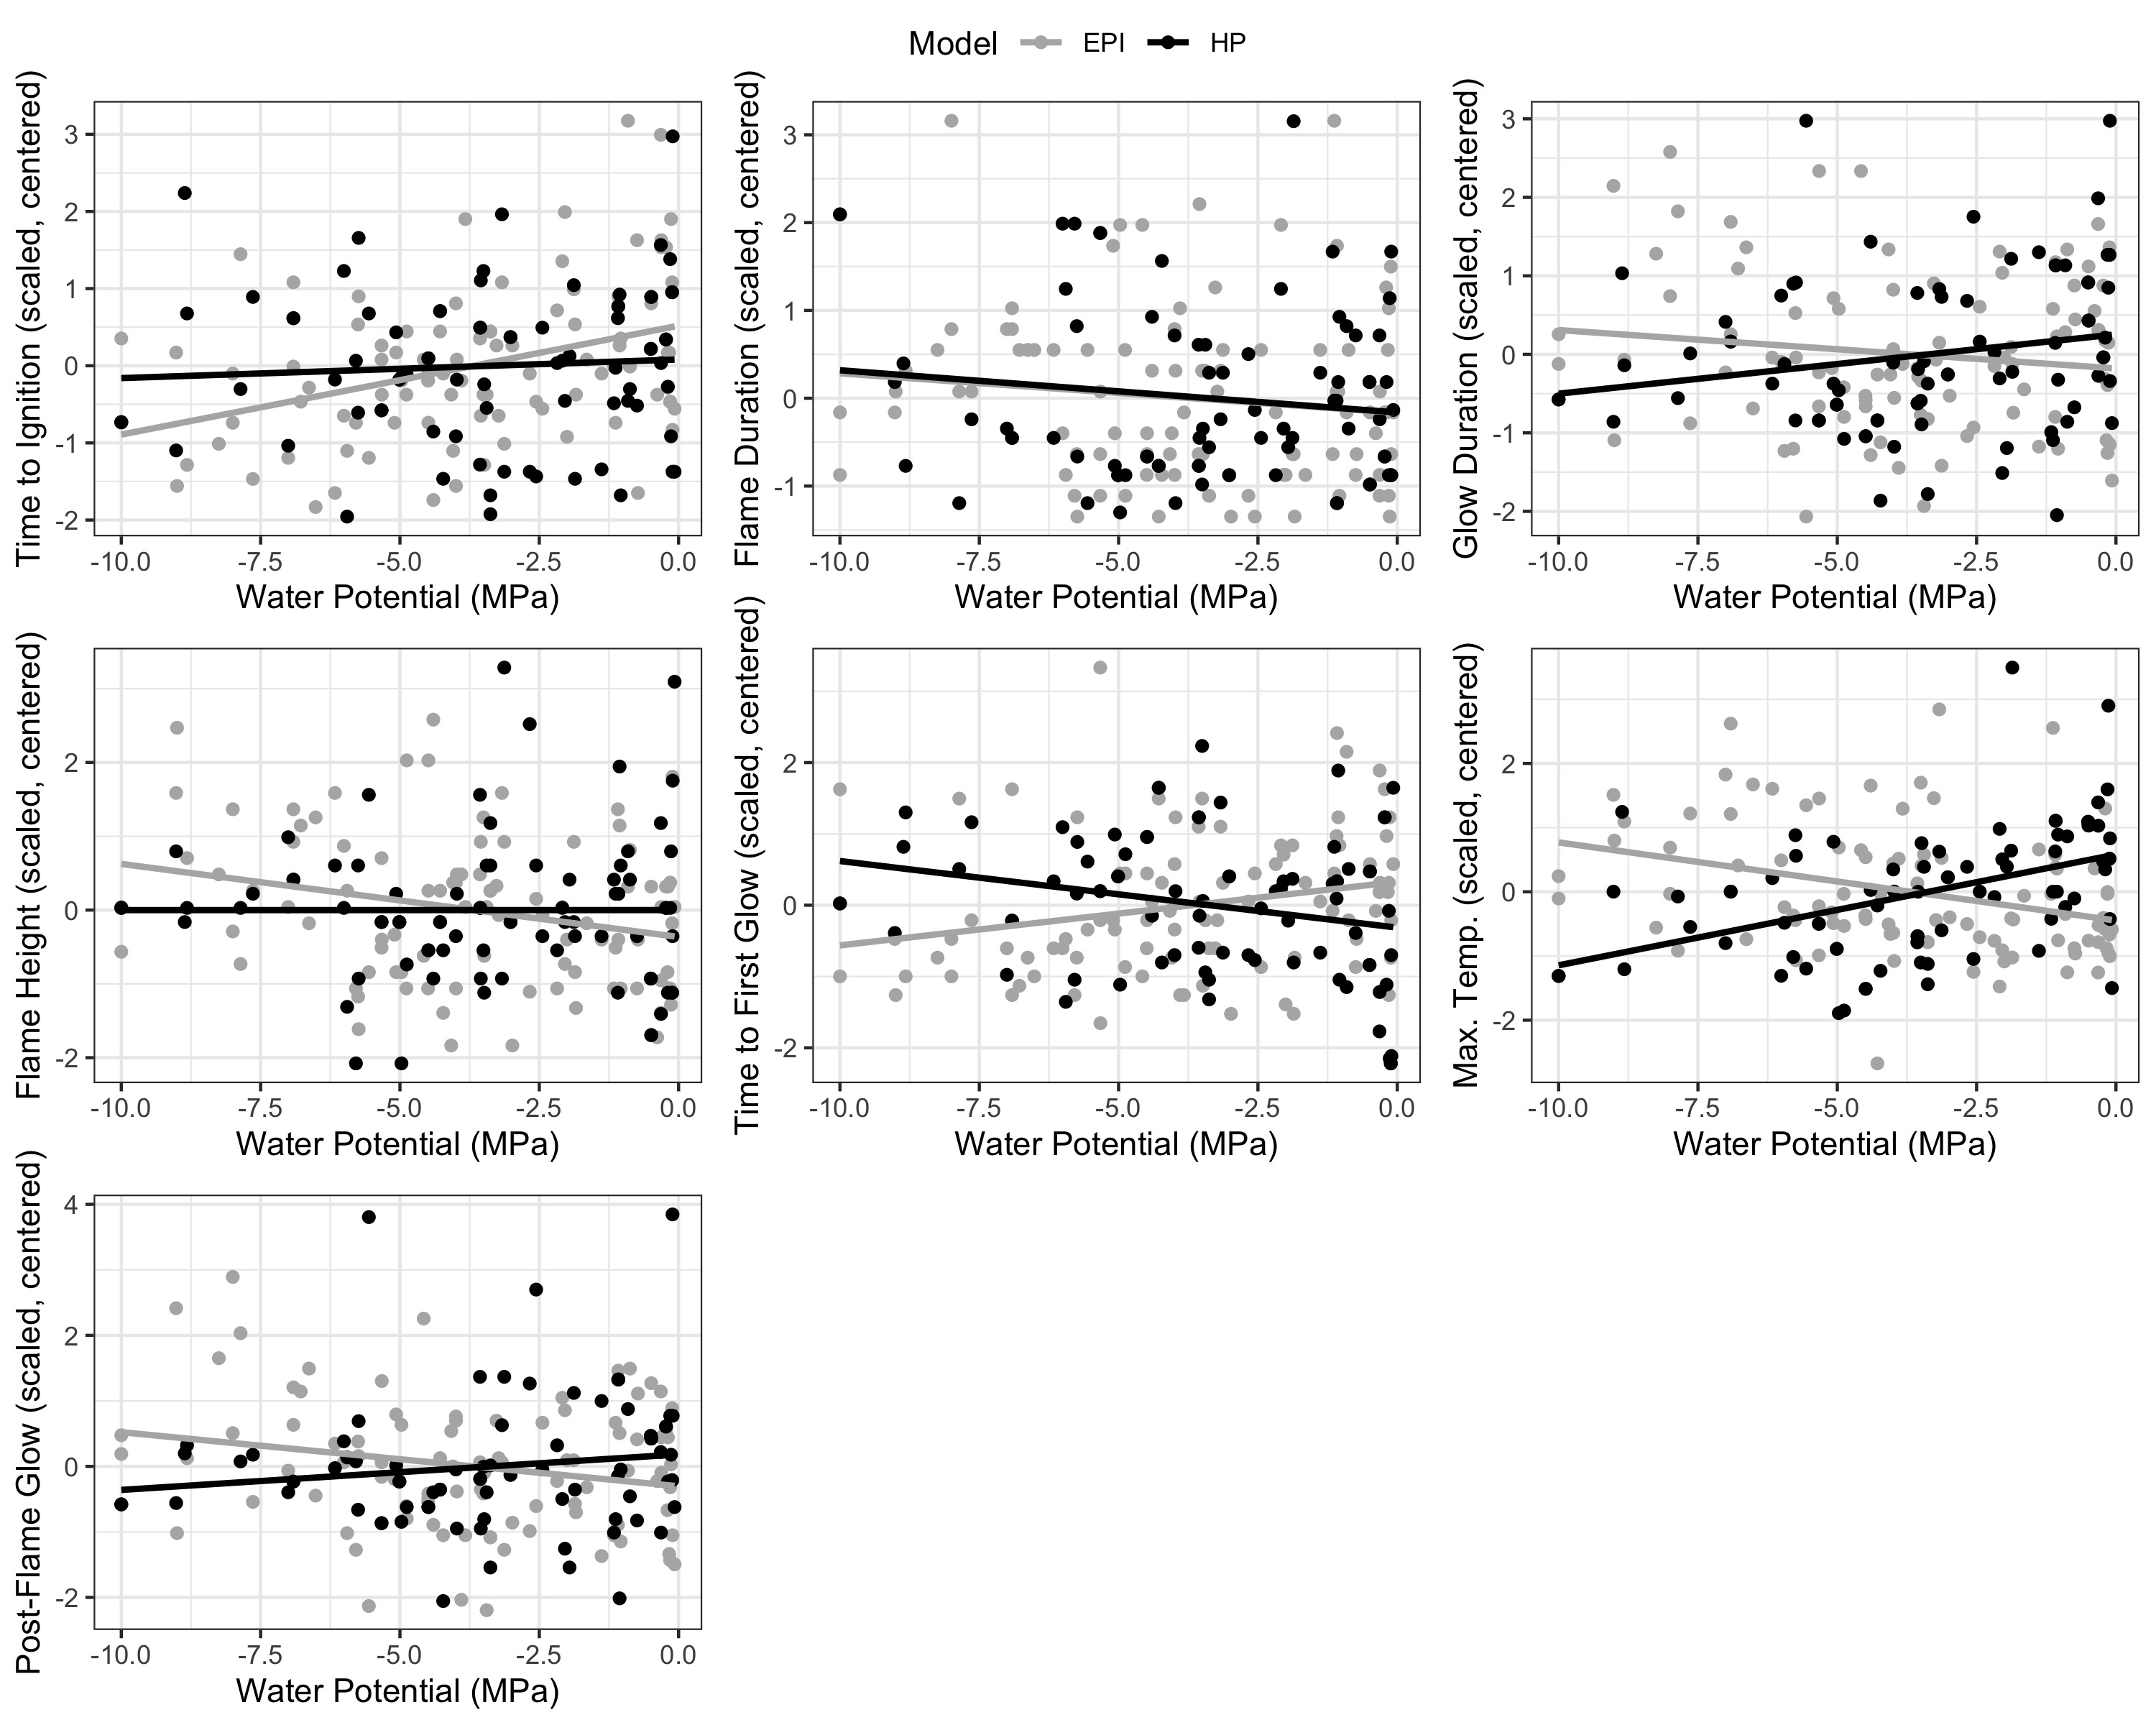 Model EPI HP
Time to Ignition (scaled, centered)
3
2
1
0
-1
-2
-10.0 -7.5 -5.0 -2.5 0.0
Water Potential (MPa)
Flame Duration (scaled, centered)
3
2
1
0
-1
-10.0 -7.5 -5.0 -2.5 0.0
Water Potential (MPa)
Glow Duration (scaled, centered)
3
2
1
0
-1
-2
-10.0 -7.5 -5.0 -2.5 0.0
Water Potential (MPa)
Flame Height (scaled, centered)
2
0
-2
-10.0 -7.5 -5.0 -2.5 0.0
Water Potential (MPa)
Time to First Glow (scaled, centered)
2
0
-2
-10.0 -7.5 -5.0 -2.5 0.0
Water Potential (MPa)
Max. Temp. (scaled, centered)
2
0
-2
-10.0 -7.5 -5.0 -2.5 0.0
Water Potential (MPa)
Post-Flame Glow (scaled, centered)
4
2
0
-2
-10.0 -7.5 -5.0 -2.5 0.0
Water Potential (MPa)